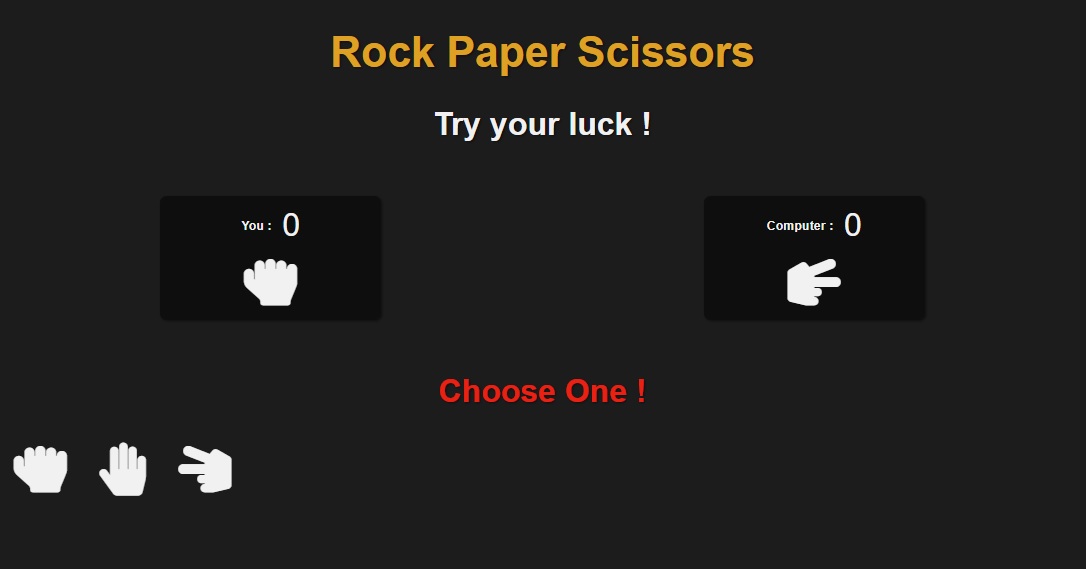 Rock Paper Scissors
Try your luck !
You : 0
Computer : 0
Choose One !